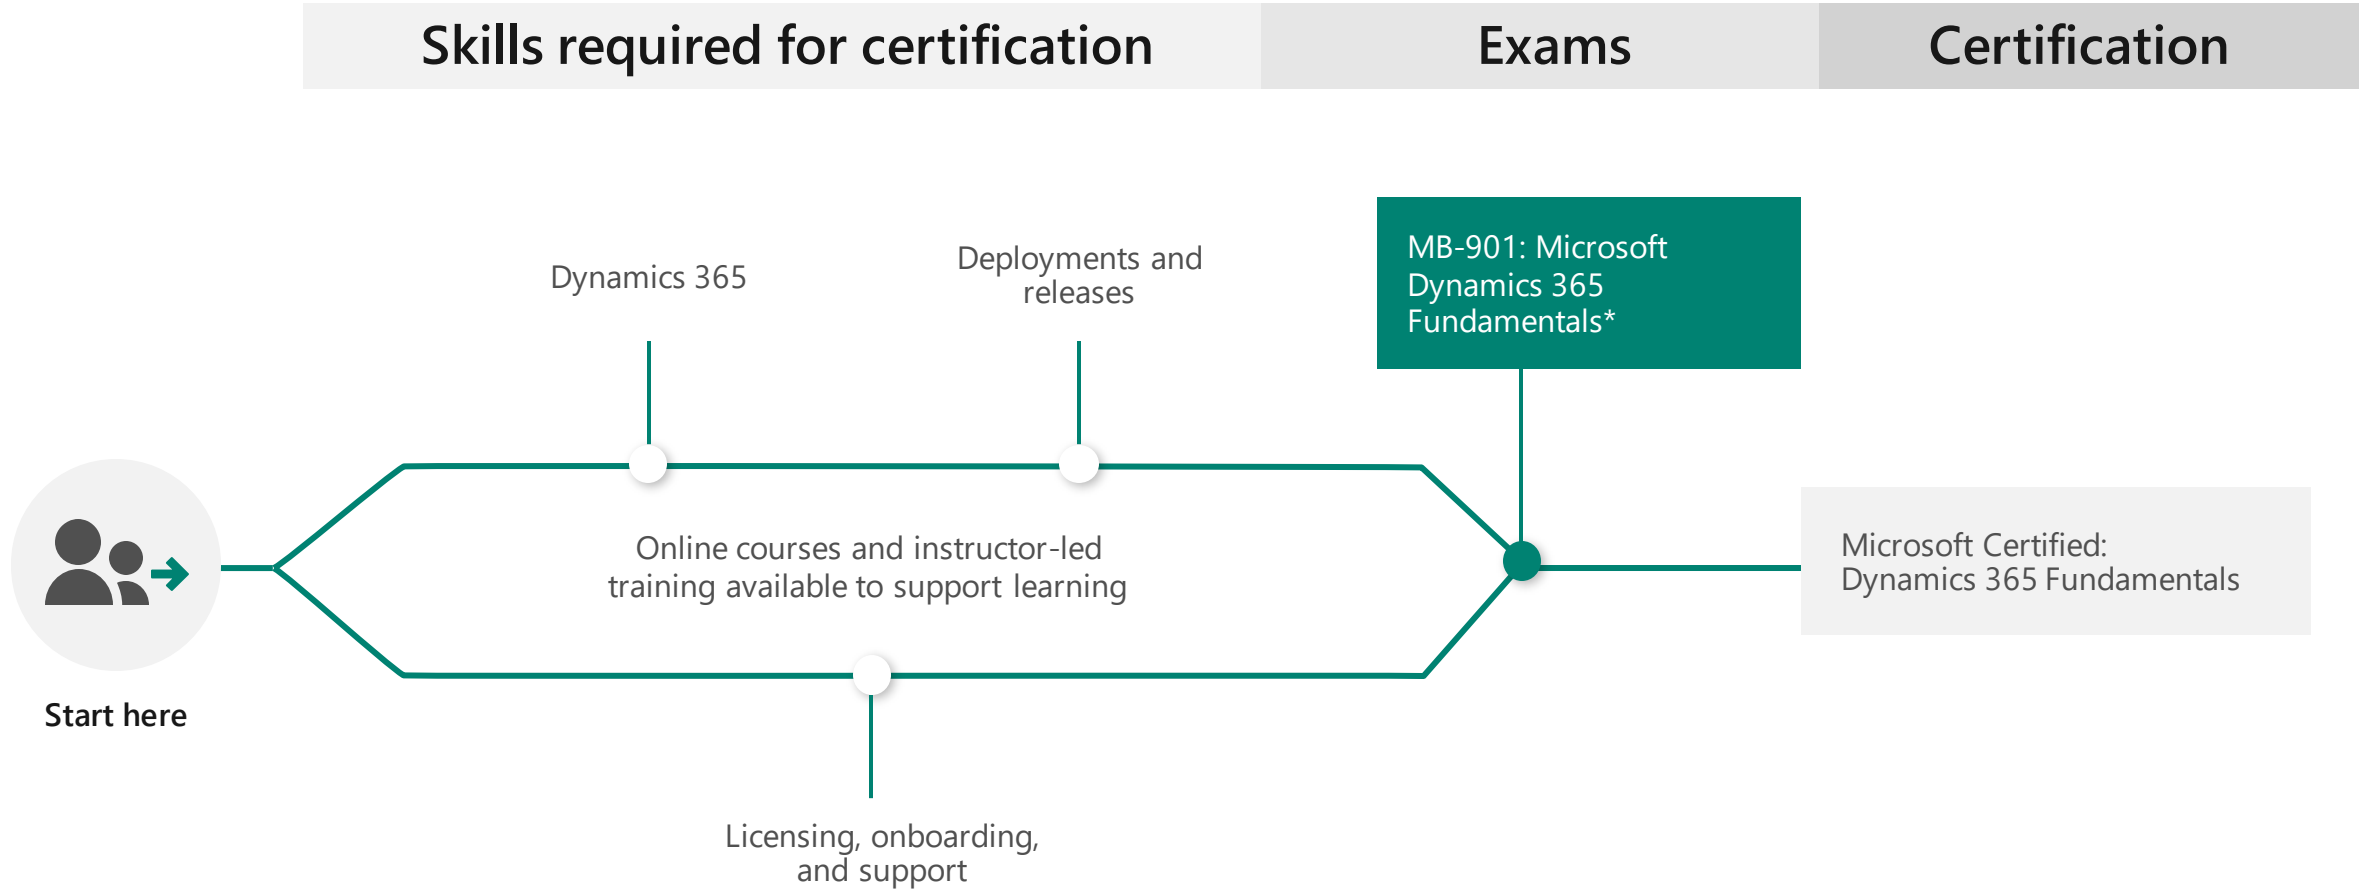 Skills required for certification
Exams
Certification
Dynamics 365
Deployments and
releases
MB-901: Microsoft
Dynamics 365
Fundamentals*
Online courses and instructor-led
training available to support learning
Microsoft Certified:
Dynamics 365 Fundamentals
Start here
Licensing, onboarding,
and support